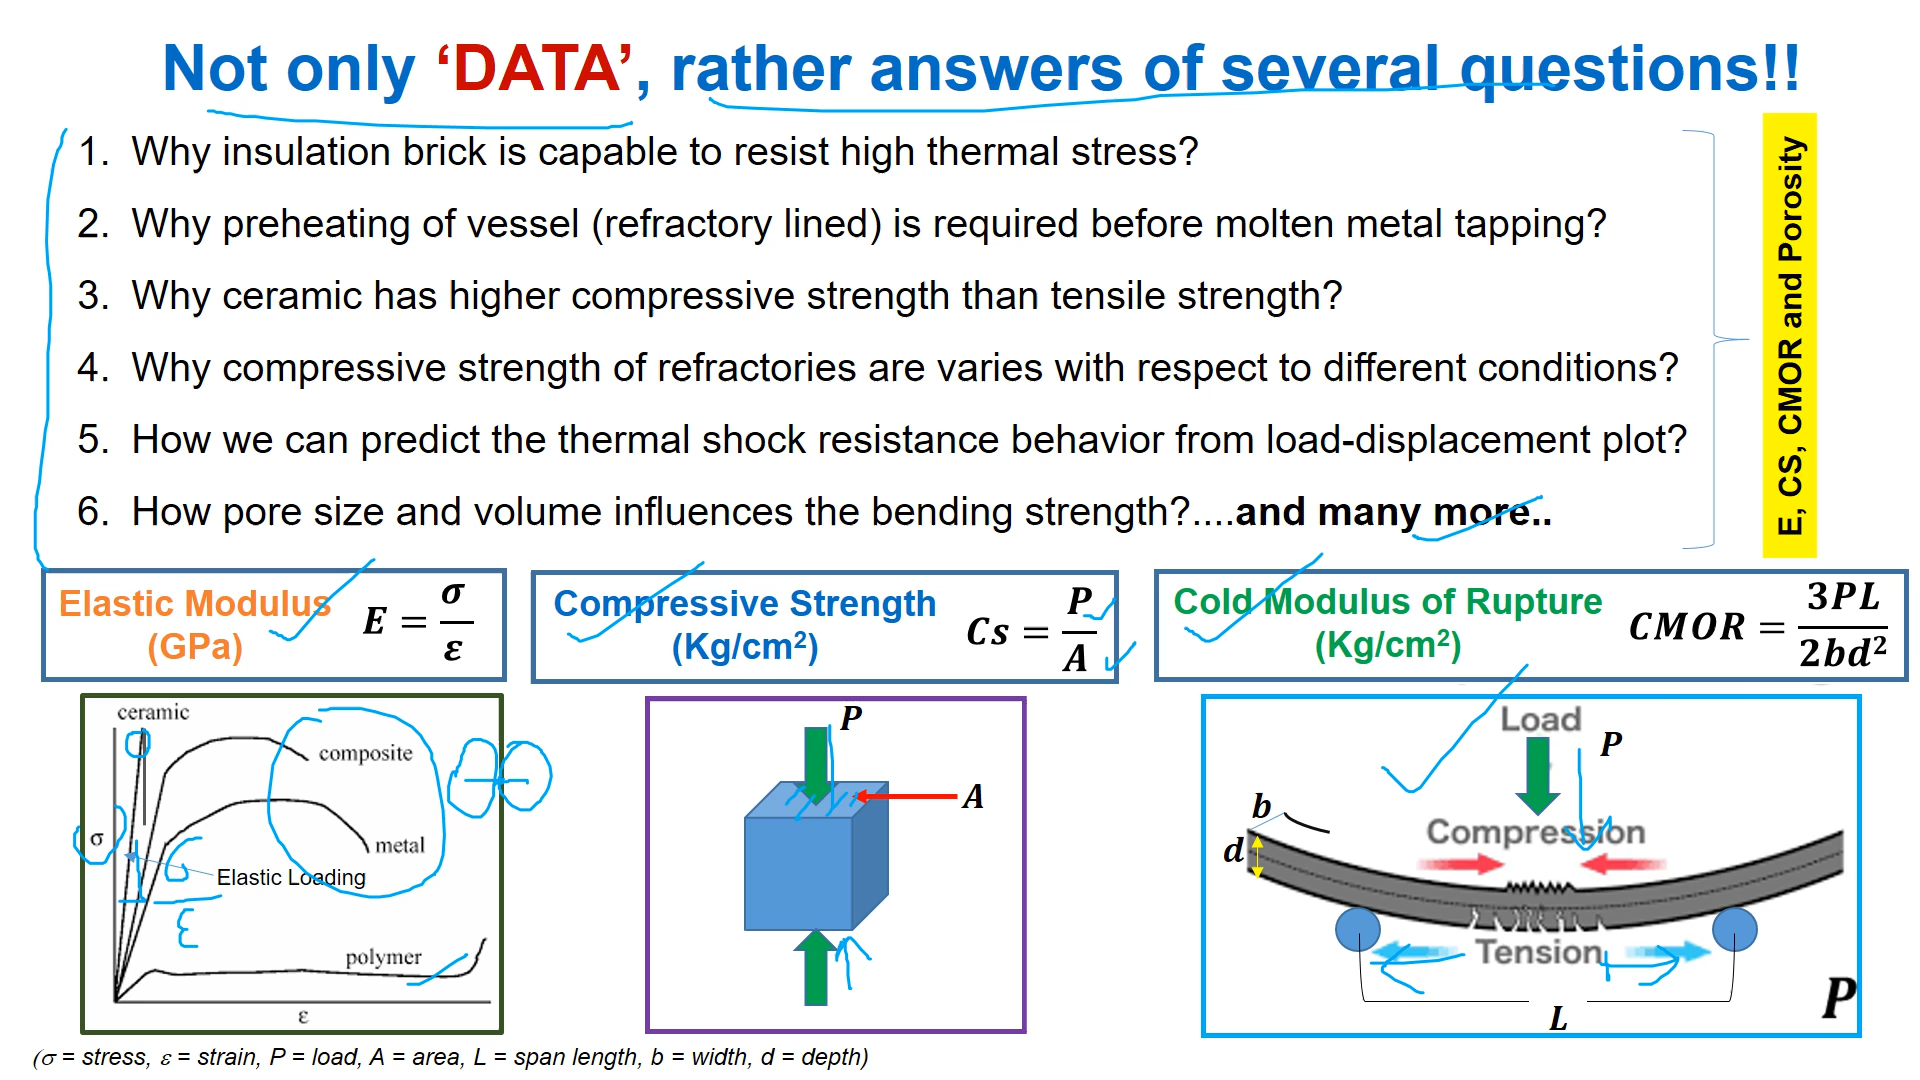 Not only ‘DATA’, rather answers of several questions!!
1. Why insulation brick is capable to resist high thermal stress?
2. Why preheating of vessel (refractory lined) is required before molten metal tapping?
3. Why ceramic has higher compressive strength than tensile strength?
4. Why compressive strength of refractories are varies with respect to different conditions?
5. How we can predict the thermal shock resistance behavior from load-displacement plot?
6. How pore size and volume influences the bending strength?....and many more..
E, CS, CMOR and Porosity
Elastic Modulus
(GPa)
E = σ/ε
Compressive Strength
(Kg/cm²)
Cs = P/A
Cold Modulus of Rupture
(Kg/cm²)
CMOR = 3PL/2bd²
ceramic
composite
metal
σ
Elastic Loading
σ
ε
polymer
ε
P
A
Load
P
b
Compression
d
Tension
P
L
(σ = stress, ε = strain, P = load, A = area, L = span length, b = width, d = depth)